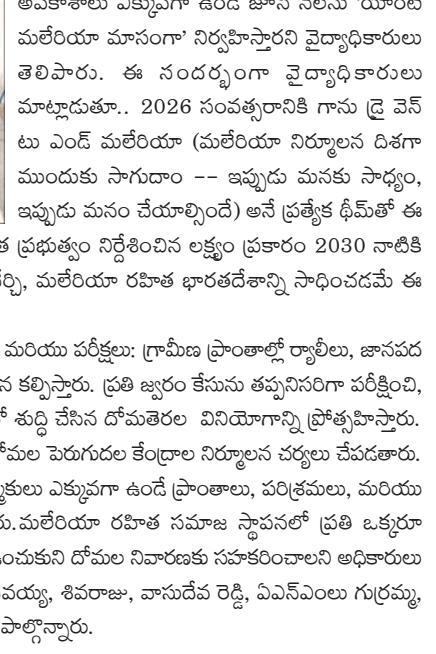 అవకాశాలు ఎక్కువగా ఉండే జూన్ నెలను 'యాంటి
మలేరియా మాసంగా' నిర్వహిస్తారని వైద్యాధికారులు
తెలిపారు. ఈ సందర్భంగా వైద్యాధికారులు
మాట్లాడుతూ.. 2026 సంవత్సరానికి గాను డ్రై వెన్
టు ఎండ్ మలేరియా (మలేరియా నిర్మూలన దిశగా
ముందుకు సాగుదాం -- ఇప్పుడు మనకు సాధ్యం,
ఇప్పుడు మనం చేయాల్సిందే) అనే ప్రత్యేక థీమ్‌తో ఈ
ప్రభుత్వం నిర్దేశించిన లక్ష్యం ప్రకారం 2030 నాటికి
మలేరియా రహిత భారతదేశాన్ని సాధించడమే ఈ
మరియు పరీక్షలు: గ్రామీణ ప్రాంతాల్లో ర్యాలీలు, జానపద
కల్పిస్తారు. ప్రతి జ్వరం కేసును తప్పనిసరిగా పరీక్షించి,
శుద్ధి చేసిన దోమతెరల వినియోగాన్ని ప్రోత్సహిస్తారు.
పెరుగుదల కేంద్రాల నిర్మూలన చర్యలు చేపడతారు.
ఎక్కువగా ఉండే ప్రాంతాలు, పరిశ్రమలు, మరియు
మలేరియా రహిత సమాజ స్థాపనలో ప్రతి ఒక్కరూ
దోమల నివారణకు సహకరించాలని అధికారులు
శివరాజు, వాసుదేవ రెడ్డి, ఏఎన్ఎంలు గుర్రమ్మ,
పాల్గొన్నారు.